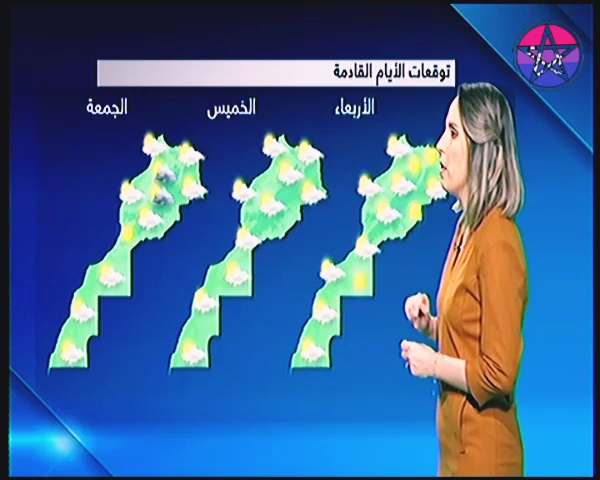 توقعات الأيام القادمة
الأربعاء
الخميس
الجمعة